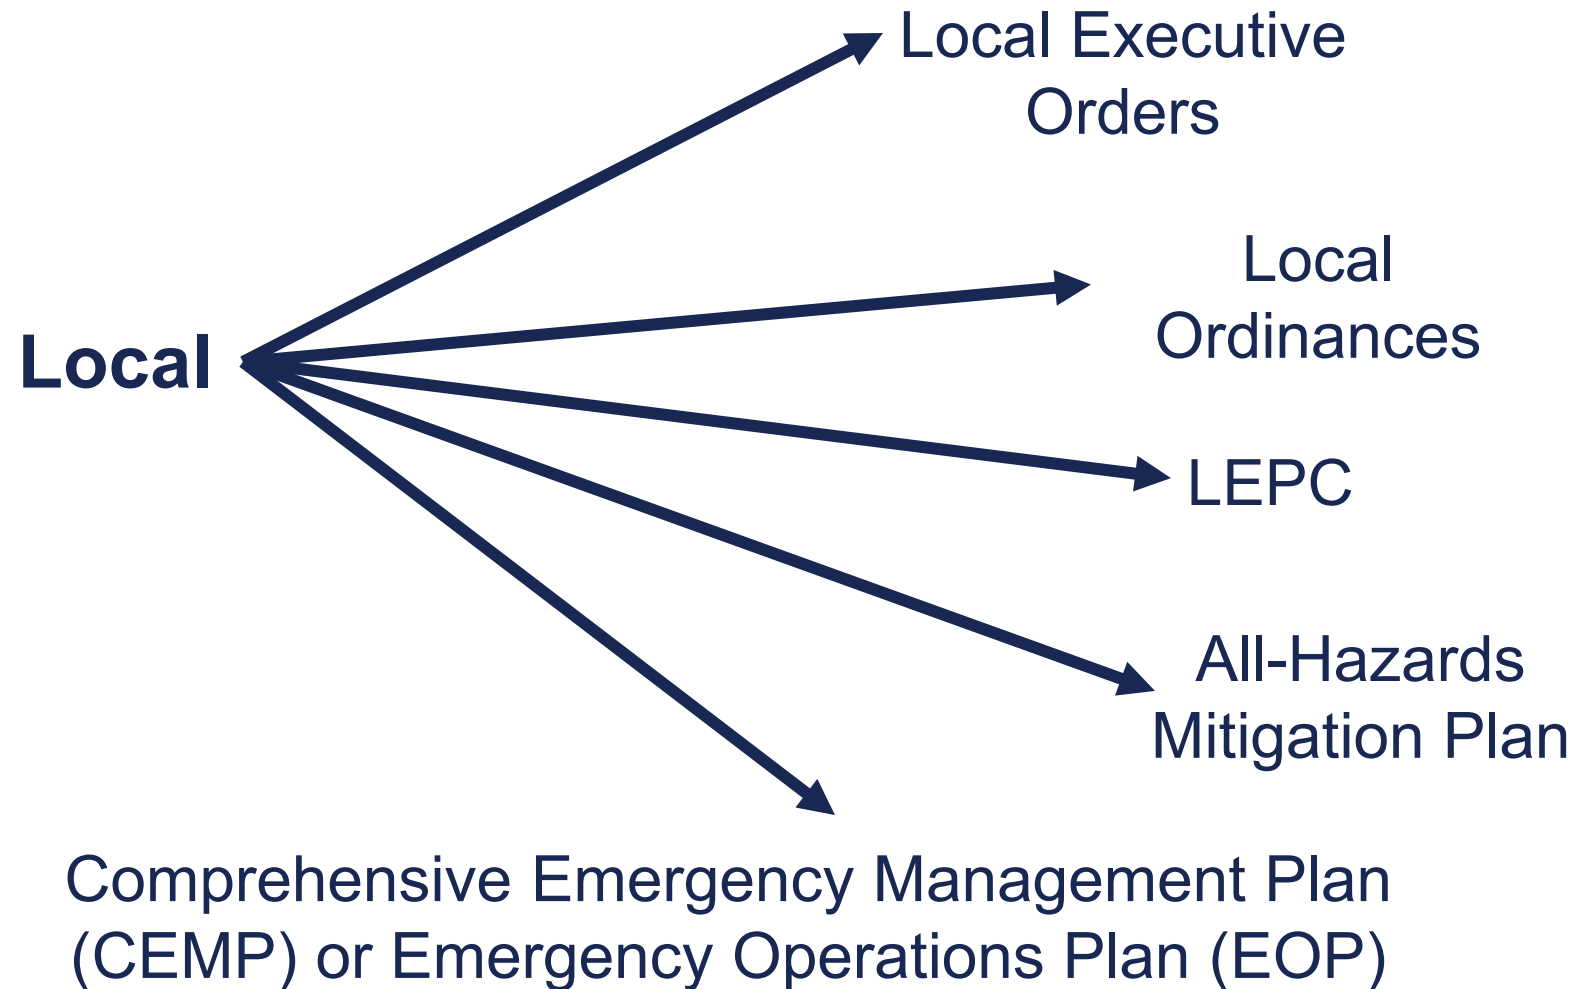 Local Executive
Orders
Local
Ordinances
Local
LEPC
All-Hazards
Mitigation Plan
Comprehensive Emergency Management Plan
(CEMP) or Emergency Operations Plan (EOP)